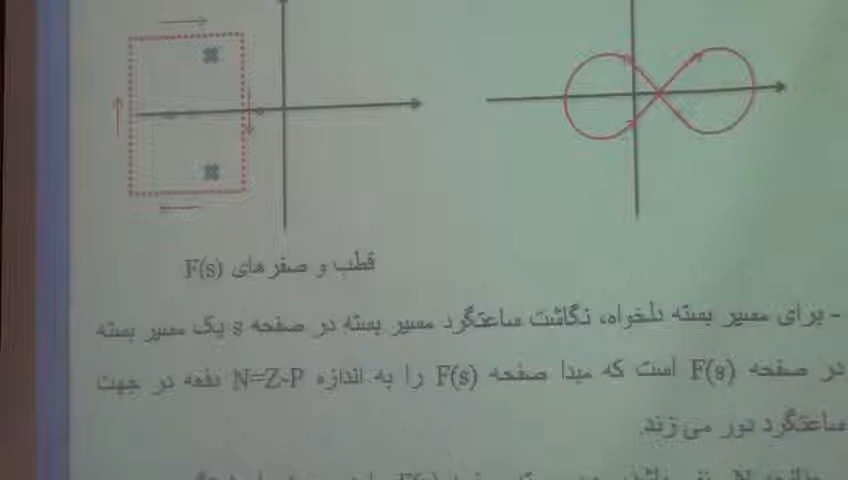 قطب و صفرهای F(s)
- برای مسیر بسته دلخواه، نگاشت ساعتگرد مسیر بسته در صفحه s یک مسیر بسته
در صفحه F(s) است که مبدا صفحه F(s) را به اندازه N=Z-P دفعه در جهت
ساعتگرد دور می زند.